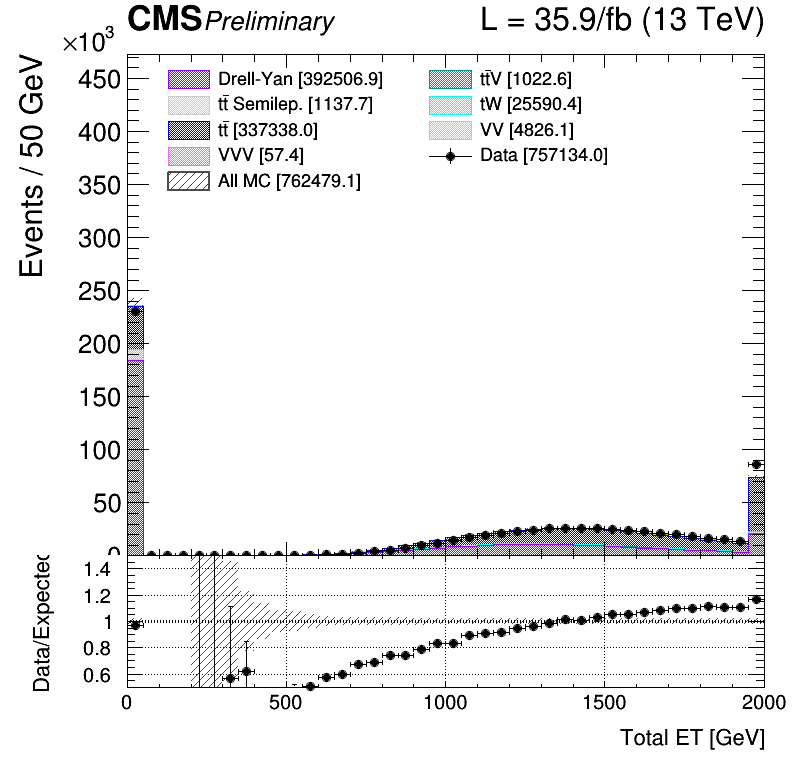 CMS Preliminary L = 35.9/fb (13 TeV)
×10³
Events / 50 GeV
450
400
350
300
250
200
150
100
50
0
Drell-Yan [392506.9]
tt̄ Semilep. [1137.7]
tt̄ [337338.0]
VVV [57.4]
All MC [762479.1]
tt̄V [1022.6]
tW [25590.4]
VV [4826.1]
Data [757134.0]
Data/Expected
1.4
1.2
1
0.8
0.6
0 500 1000 1500 2000
Total ET [GeV]